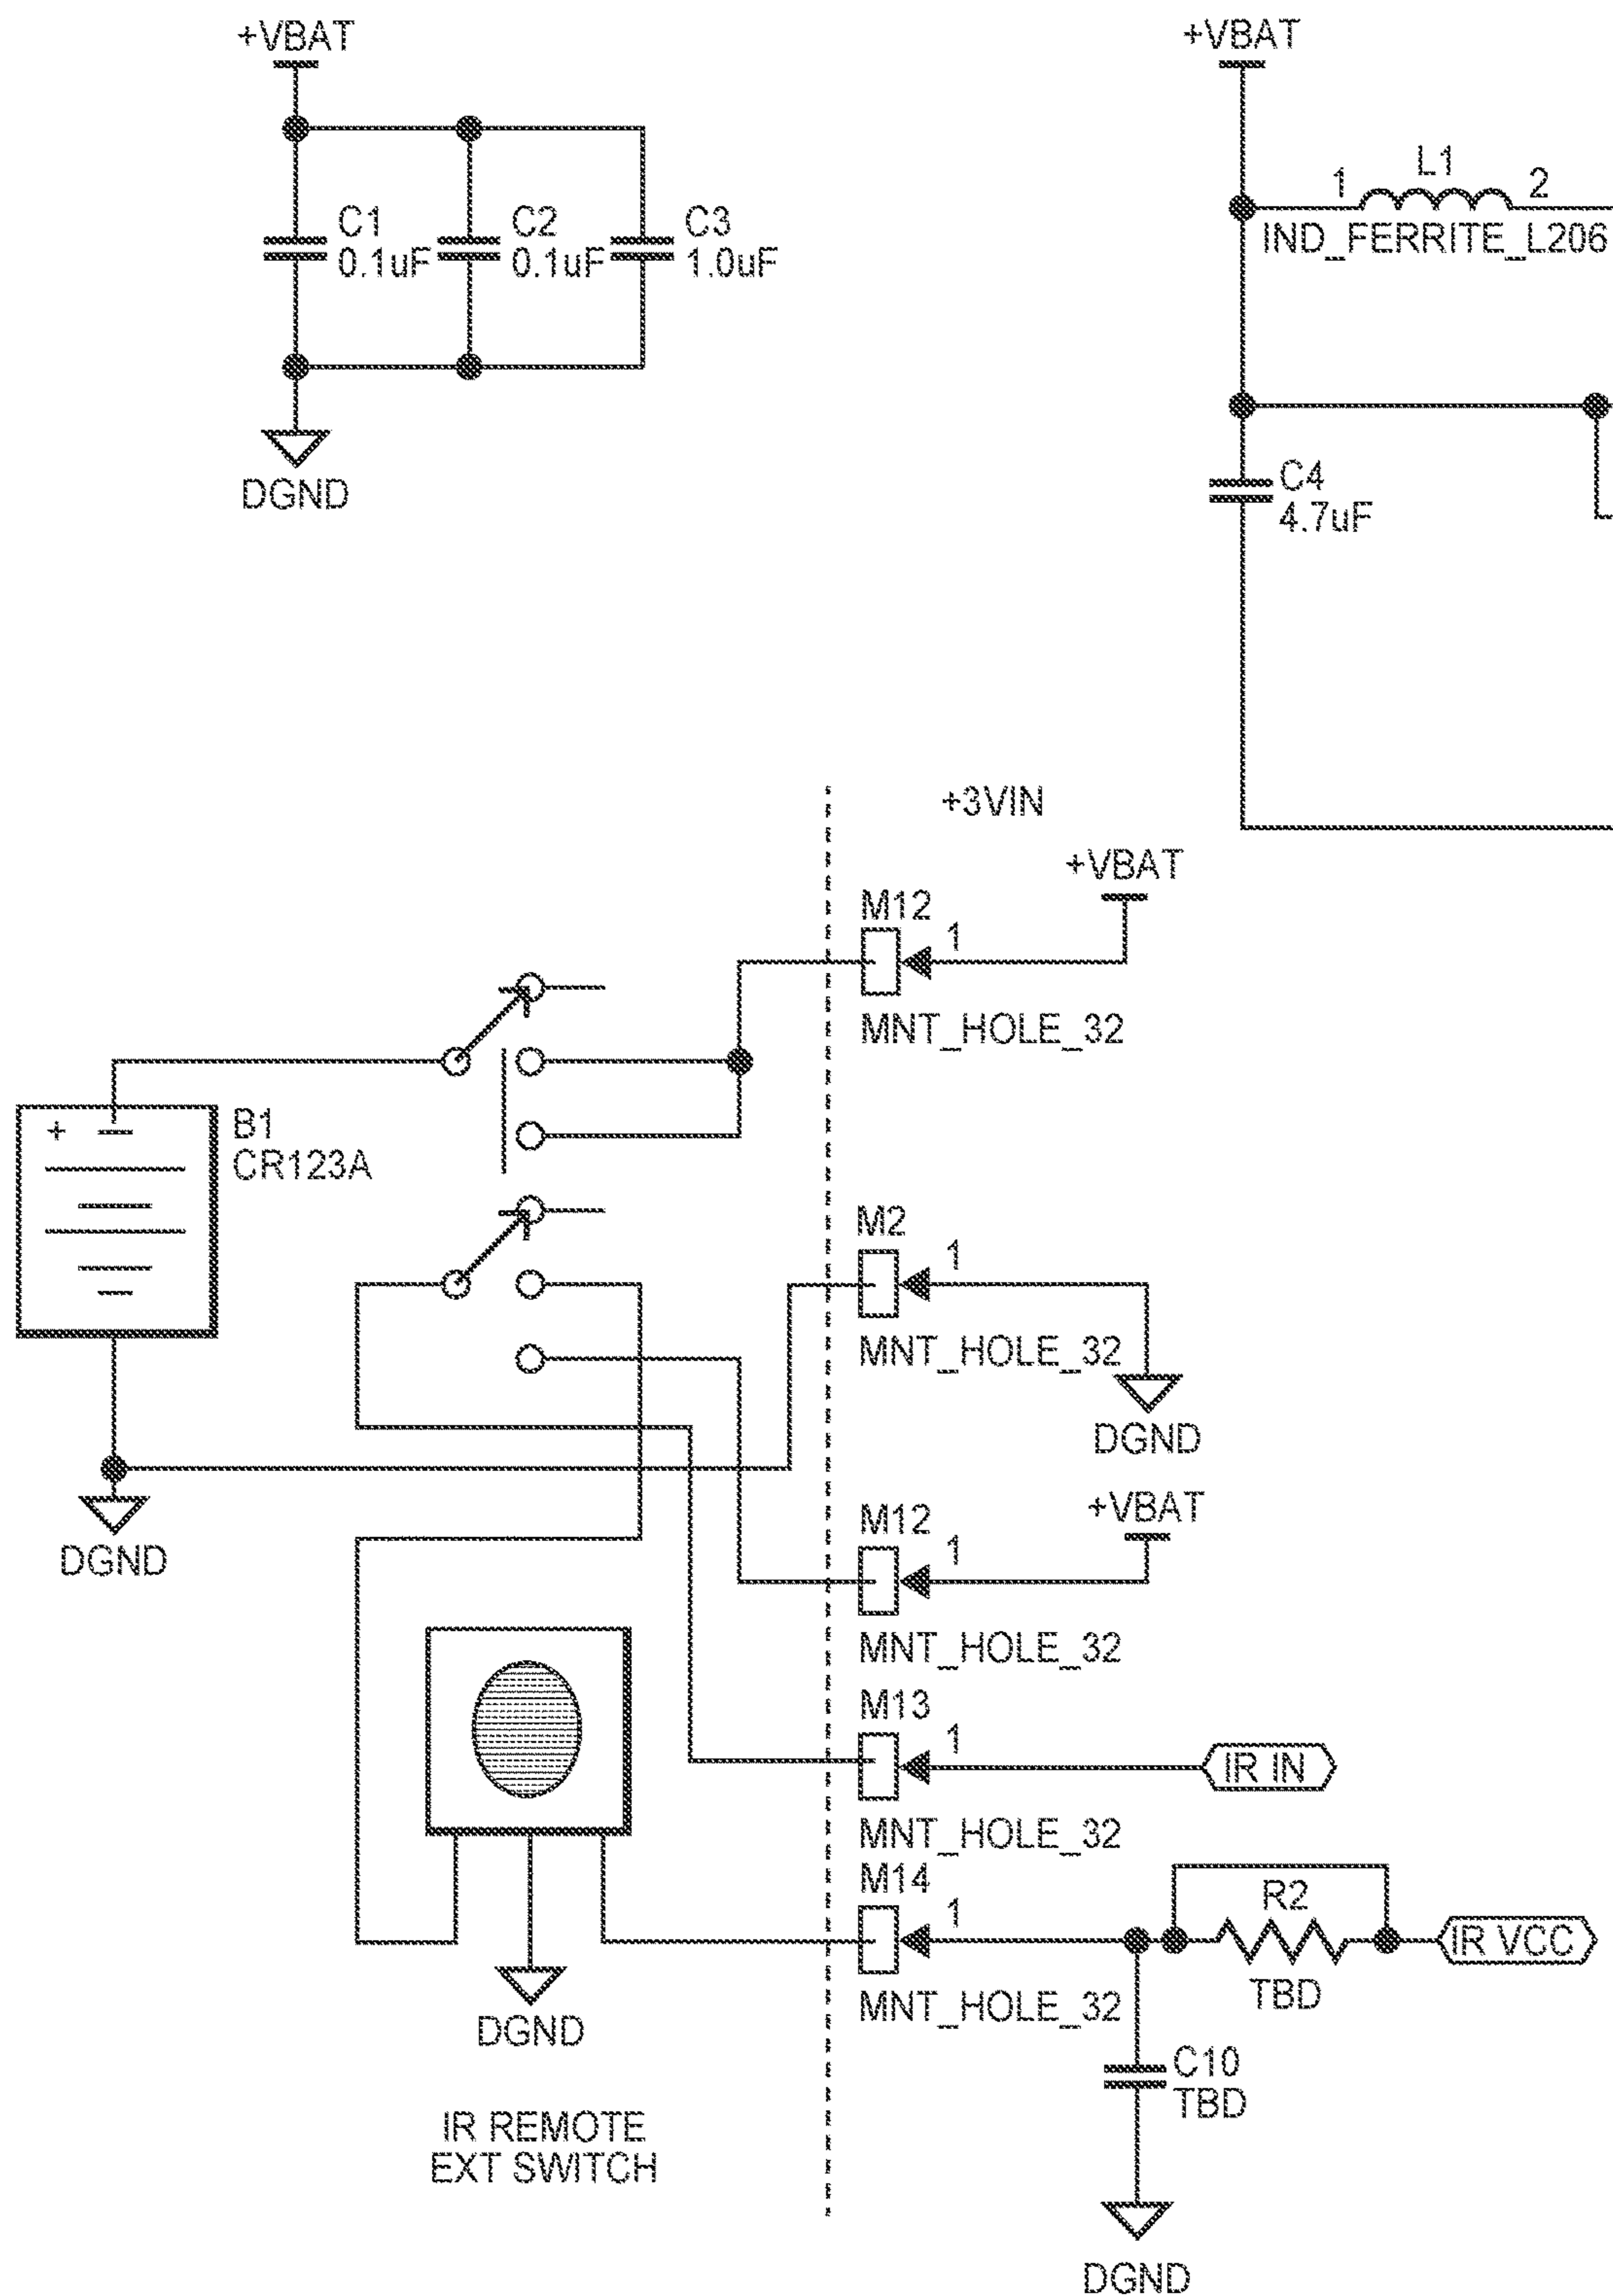 +VBAT
C1
0.1uF
C2
0.1uF
C3
1.0uF
DGND
+VBAT
1
L1
2
IND_FERRITE_L206
C4
4.7uF
+3VIN
+VBAT
M12
1
MNT_HOLE_32
+
B1
CR123A
M2
1
MNT_HOLE_32
DGND
DGND
+VBAT
M12
1
MNT_HOLE_32
M13
1
IR IN
MNT_HOLE_32
M14
1
R2
IR VCC
TBD
MNT_HOLE_32
DGND
C10
TBD
IR REMOTE
EXT SWITCH
DGND